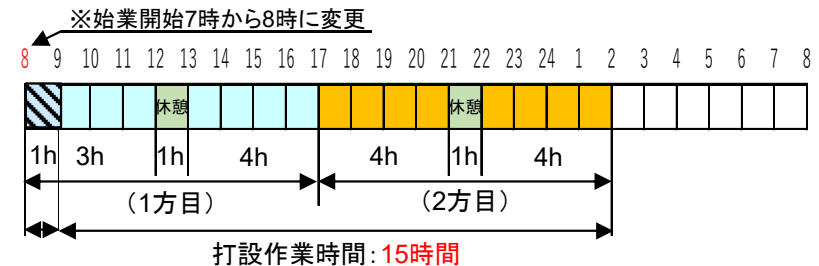 ※始業開始7時から8時に変更
8 9 10 11 12 13 14 15 16 17 18 19 20 21 22 23 24 1 2 3 4 5 6 7 8
休憩 休憩
1h 3h 1h 4h 4h 1h 4h
（1方目） （2方目）
打設作業時間：15時間